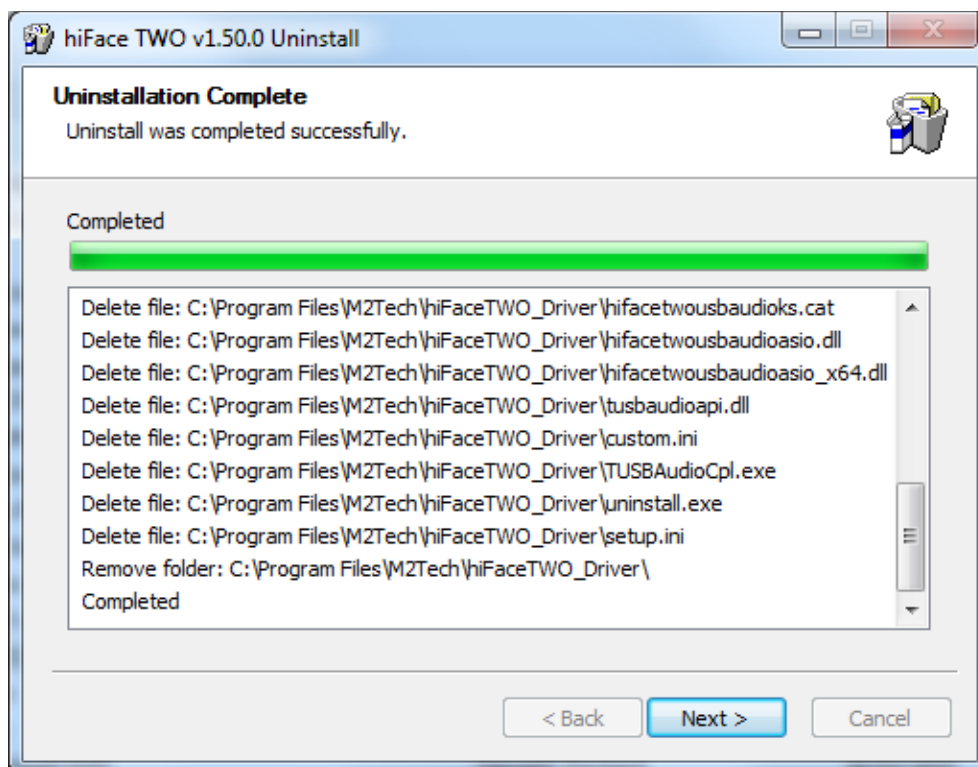 hiFace TWO v1.50.0 Uninstall
Uninstallation Complete
Uninstall was completed successfully.
Completed
Delete file: C:\Program Files\M2Tech\hiFaceTWO_Driver\hifacetwousbaudioks.cat
Delete file: C:\Program Files\M2Tech\hiFaceTWO_Driver\hifacetwousbaudioasio.dll
Delete file: C:\Program Files\M2Tech\hiFaceTWO_Driver\hifacetwousbaudioasio_x64.dll
Delete file: C:\Program Files\M2Tech\hiFaceTWO_Driver\tusbaudioapi.dll
Delete file: C:\Program Files\M2Tech\hiFaceTWO_Driver\custom.ini
Delete file: C:\Program Files\M2Tech\hiFaceTWO_Driver\TUSBAudioCpl.exe
Delete file: C:\Program Files\M2Tech\hiFaceTWO_Driver\uninstall.exe
Delete file: C:\Program Files\M2Tech\hiFaceTWO_Driver\setup.ini
Remove folder: C:\Program Files\M2Tech\hiFaceTWO_Driver\
Completed
< Back Next > Cancel